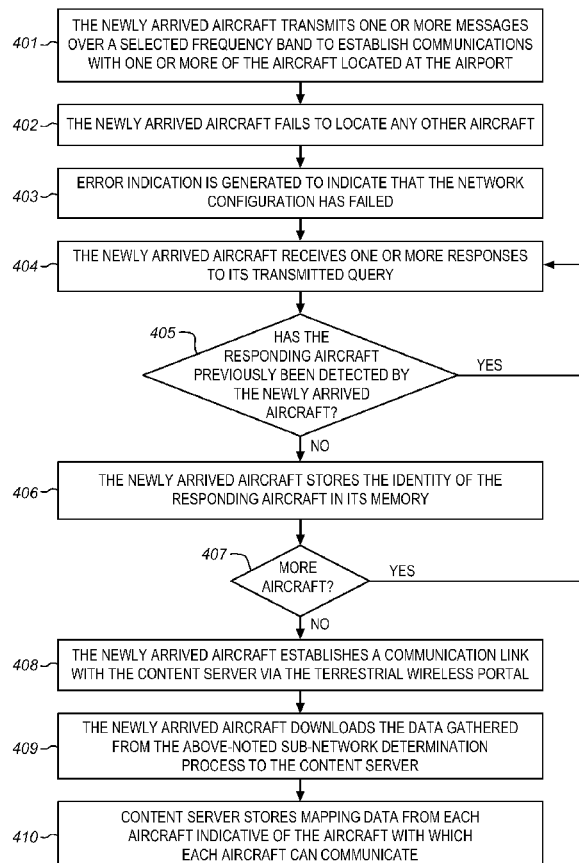 401
THE NEWLY ARRIVED AIRCRAFT TRANSMITS ONE OR MORE MESSAGES
OVER A SELECTED FREQUENCY BAND TO ESTABLISH COMMUNICATIONS
WITH ONE OR MORE OF THE AIRCRAFT LOCATED AT THE AIRPORT
402
THE NEWLY ARRIVED AIRCRAFT FAILS TO LOCATE ANY OTHER AIRCRAFT
403
ERROR INDICATION IS GENERATED TO INDICATE THAT THE NETWORK
CONFIGURATION HAS FAILED
404
THE NEWLY ARRIVED AIRCRAFT RECEIVES ONE OR MORE RESPONSES
TO ITS TRANSMITTED QUERY
405
HAS THE
RESPONDING AIRCRAFT
PREVIOUSLY BEEN DETECTED BY
THE NEWLY ARRIVED
AIRCRAFT?
YES
NO
406
THE NEWLY ARRIVED AIRCRAFT STORES THE IDENTITY OF THE
RESPONDING AIRCRAFT IN ITS MEMORY
407
MORE
AIRCRAFT?
YES
NO
408
THE NEWLY ARRIVED AIRCRAFT ESTABLISHES A COMMUNICATION LINK
WITH THE CONTENT SERVER VIA THE TERRESTRIAL WIRELESS PORTAL
409
THE NEWLY ARRIVED AIRCRAFT DOWNLOADS THE DATA GATHERED
FROM THE ABOVE-NOTED SUB-NETWORK DETERMINATION
PROCESS TO THE CONTENT SERVER
410
CONTENT SERVER STORES MAPPING DATA FROM EACH
AIRCRAFT INDICATIVE OF THE AIRCRAFT WITH WHICH
EACH AIRCRAFT CAN COMMUNICATE